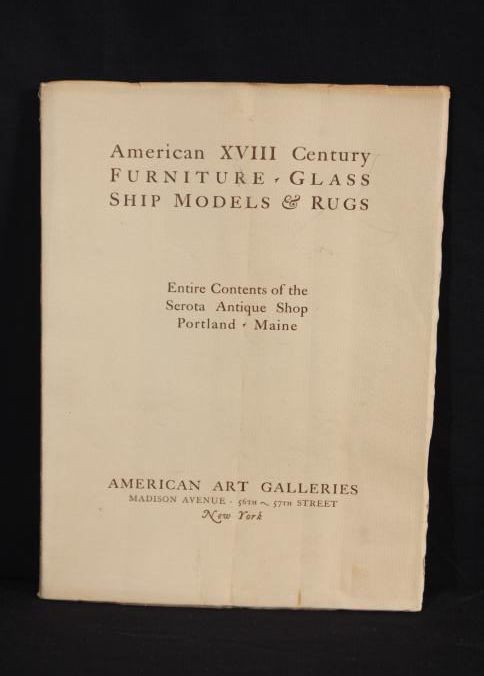 American XVIII Century
FURNITURE · GLASS
SHIP MODELS & RUGS
Entire Contents of the
Serota Antique Shop
Portland · Maine
AMERICAN ART GALLERIES
MADISON AVENUE · 56TH ~ 57TH STREET
New York